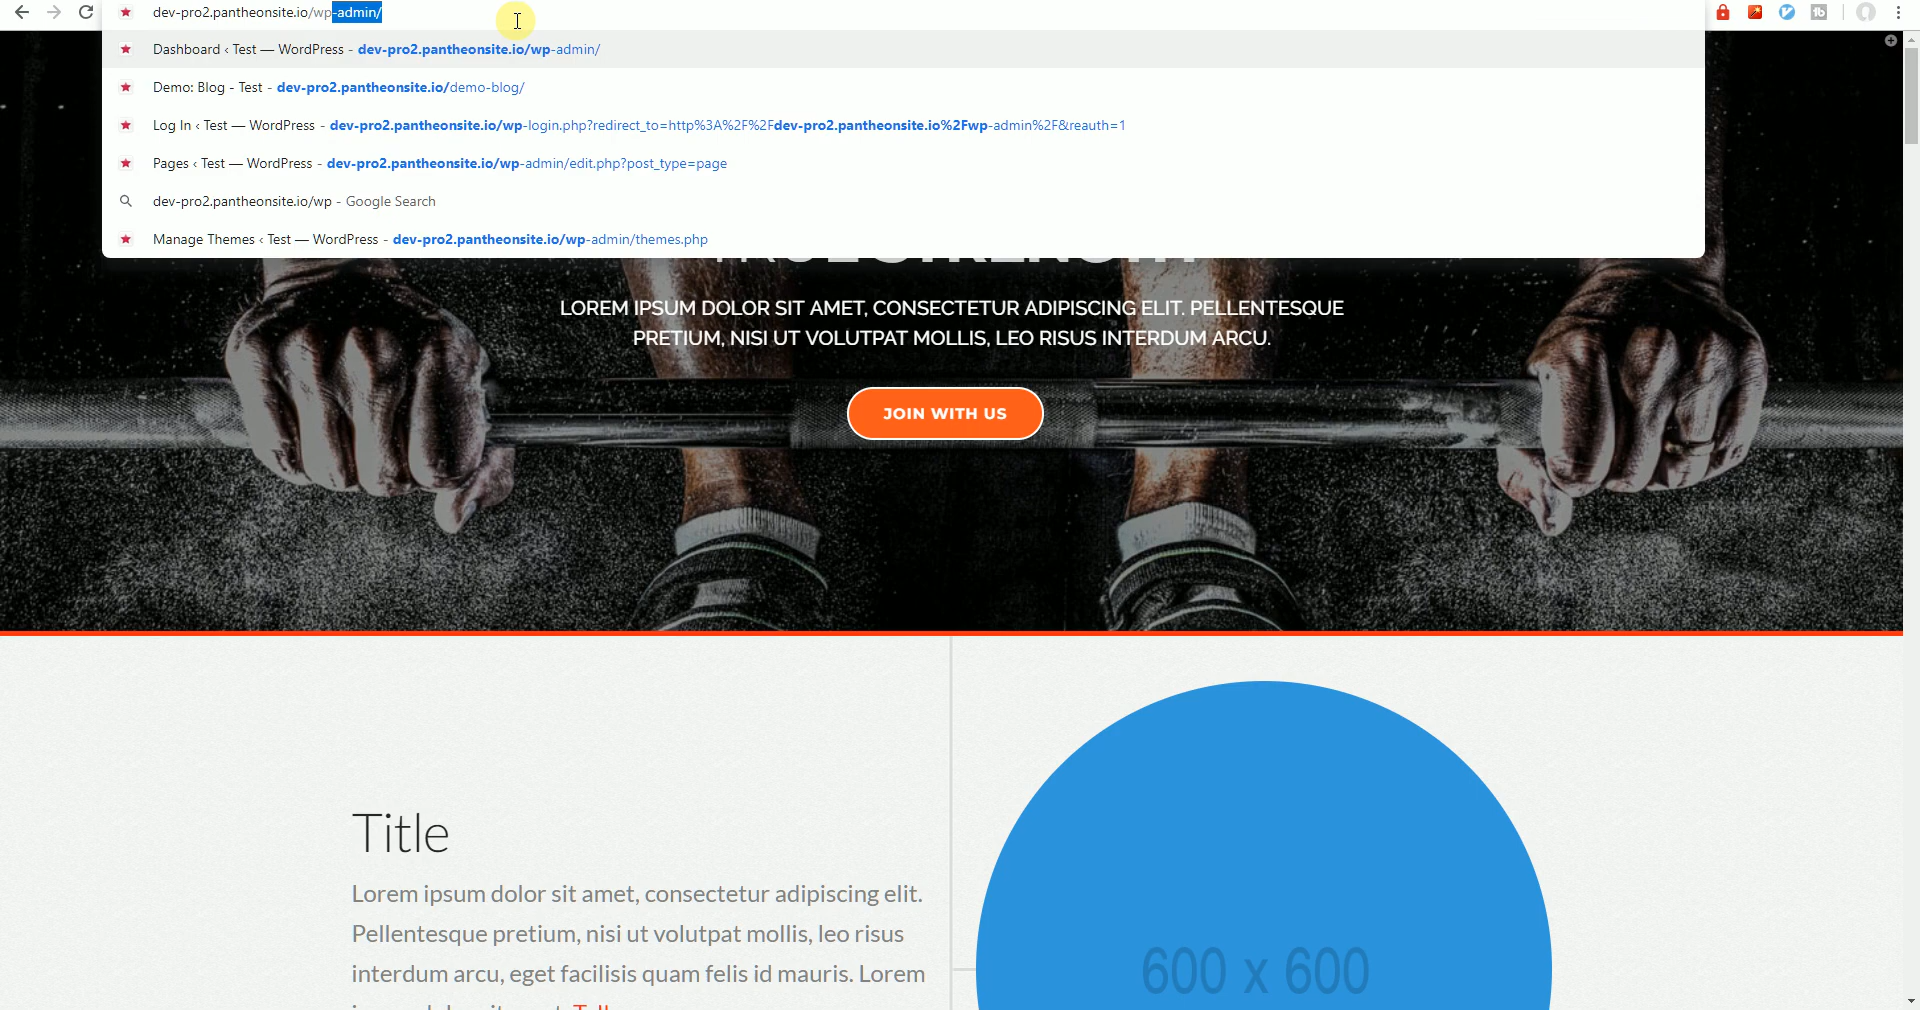 dev-pro2.pantheonsite.io/wp-admin/
Dashboard ‹ Test — WordPress - dev-pro2.pantheonsite.io/wp-admin/
Demo: Blog - Test - dev-pro2.pantheonsite.io/demo-blog/
Log In ‹ Test — WordPress - dev-pro2.pantheonsite.io/wp-login.php?redirect_to=http%3A%2F%2Fdev-pro2.pantheonsite.io%2Fwp-admin%2F&reauth=1
Pages ‹ Test — WordPress - dev-pro2.pantheonsite.io/wp-admin/edit.php?post_type=page
dev-pro2.pantheonsite.io/wp - Google Search
Manage Themes ‹ Test — WordPress - dev-pro2.pantheonsite.io/wp-admin/themes.php
LOREM IPSUM DOLOR SIT AMET, CONSECTETUR ADIPISCING ELIT. PELLENTESQUE
PRETIUM, NISI UT VOLUTPAT MOLLIS, LEO RISUS INTERDUM ARCU.
JOIN WITH US
Title
Lorem ipsum dolor sit amet, consectetur adipiscing elit.
Pellentesque pretium, nisi ut volutpat mollis, leo risus
interdum arcu, eget facilisis quam felis id mauris. Lorem
600 x 600